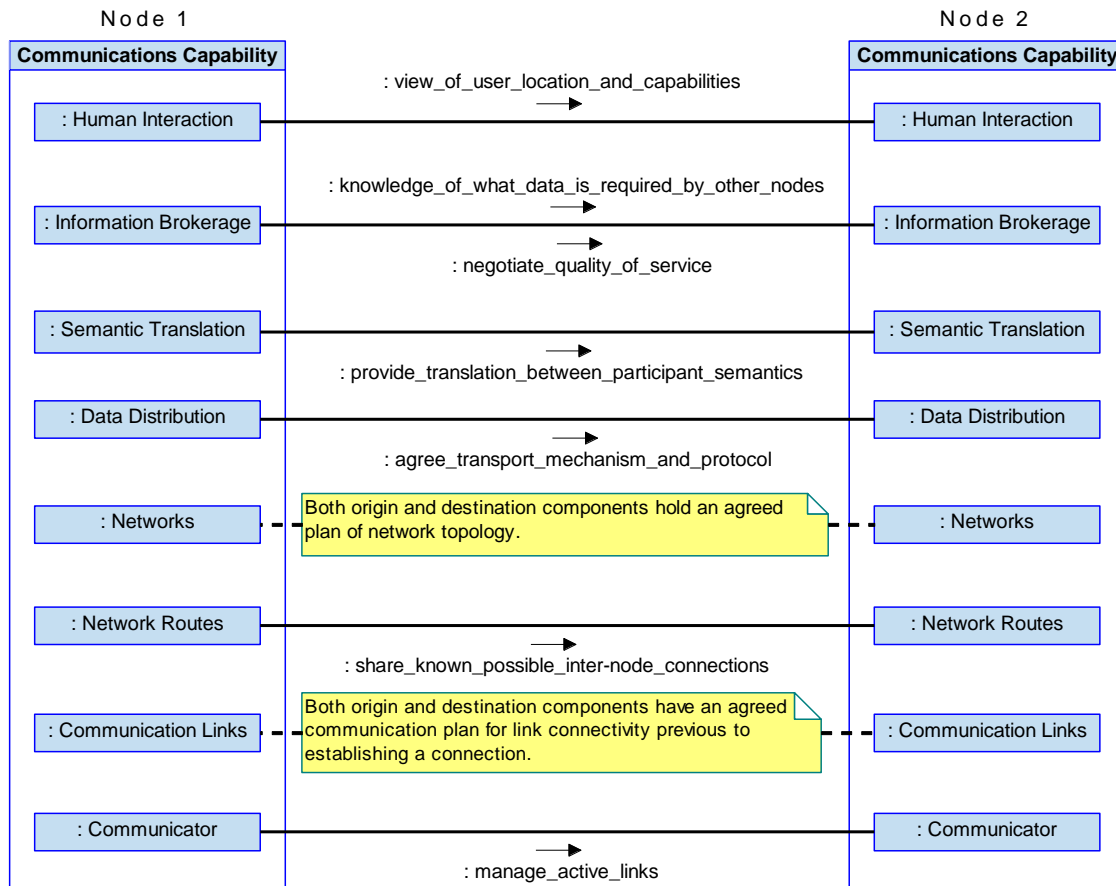 Node 1
Node 2
Communications Capability
Communications Capability
: view_of_user_location_and_capabilities
: Human Interaction
: Human Interaction
: knowledge_of_what_data_is_required_by_other_nodes
: Information Brokerage
: Information Brokerage
: negotiate_quality_of_service
: Semantic Translation
: Semantic Translation
: provide_translation_between_participant_semantics
: Data Distribution
: Data Distribution
: agree_transport_mechanism_and_protocol
: Networks
Both origin and destination components hold an agreed
plan of network topology.
: Networks
: Network Routes
: Network Routes
: share_known_possible_inter-node_connections
: Communication Links
Both origin and destination components have an agreed
communication plan for link connectivity previous to
establishing a connection.
: Communication Links
: Communicator
: Communicator
: manage_active_links